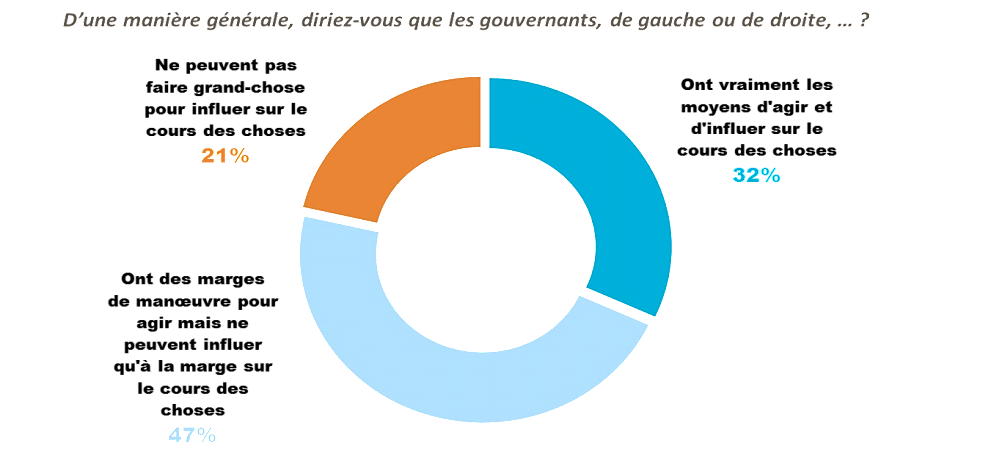 D’une manière générale, diriez-vous que les gouvernants, de gauche ou de droite, ... ?
Ne peuvent pas
faire grand-chose
pour influer sur le
cours des choses
21%
Ont vraiment les
moyens d'agir et
d'influer sur le
cours des choses
32%
Ont des marges
de manœuvre pour
agir mais ne
peuvent influer
qu'à la marge sur
le cours des
choses
47%